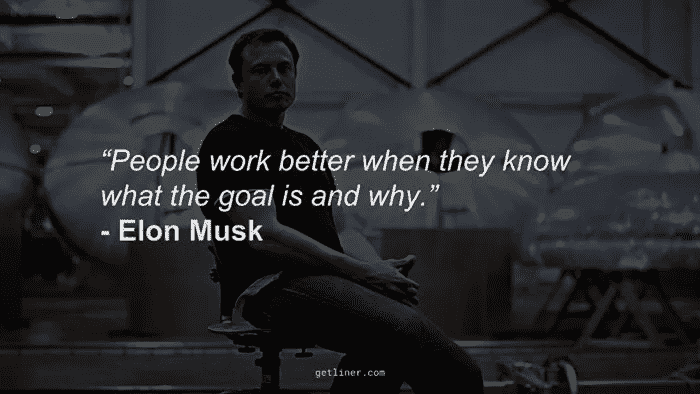 “People work better when they know
what the goal is and why.”
- Elon Musk
getliner.com